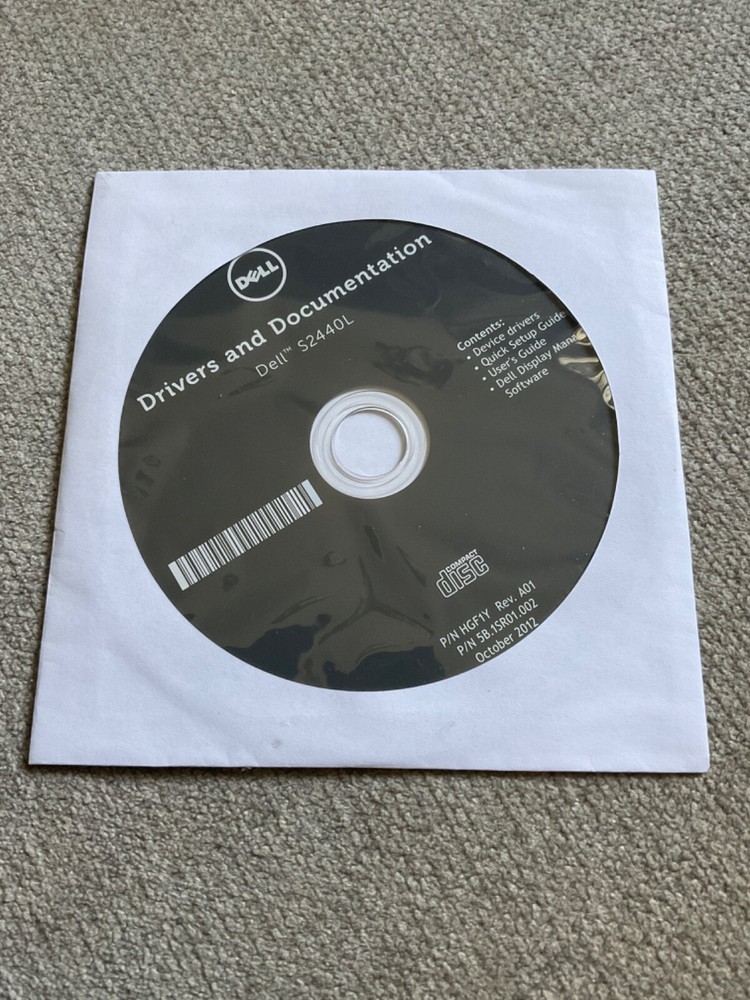 DELL
Drivers and Documentation
Dell™ S2440L
Contents:
• Device drivers
• Quick Setup Guide
• User's Guide
• Dell Display
Software
COMPACT
disc
P/N HGF1Y Rev. A01
P/N 5B.1SR01.002
October 2012